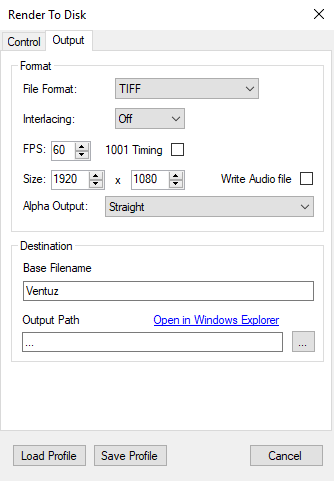 Render To Disk
Control Output
Format
File Format: TIFF
Interlacing: Off
FPS: 60 1001 Timing
Size: 1920 x 1080 Write Audio file
Alpha Output: Straight
Destination
Base Filename
Ventuz
Output Path Open in Windows Explorer
... ...
Load Profile Save Profile Cancel